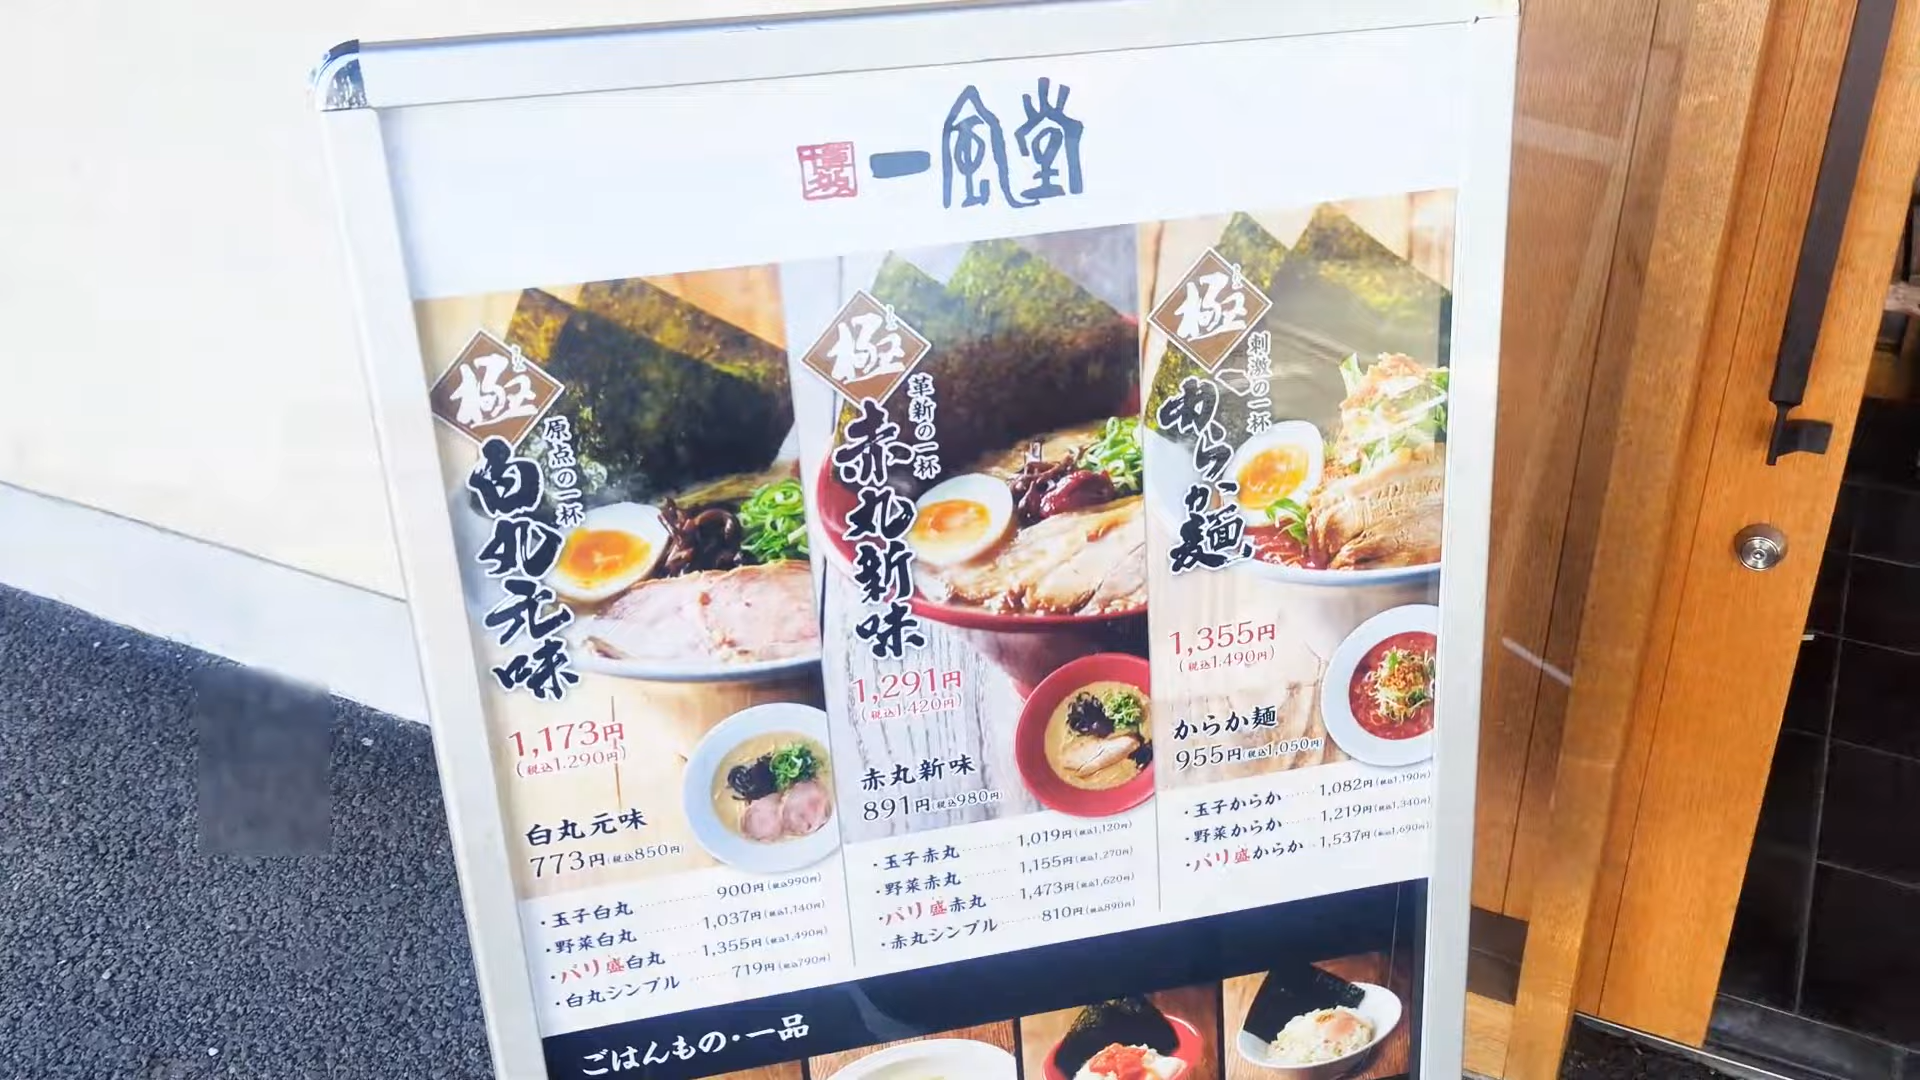 博多 一風堂
極
原点の一杯
白丸元味
1,173円
(税込1,290円)
白丸元味
773円(税込850円)
・玉子白丸 900円(税込990円)
・野菜白丸 1,037円(税込1,140円)
・バリ盛白丸 1,355円(税込1,490円)
・白丸シンプル 719円(税込790円)
極
革新の一杯
赤丸新味
1,291円
(税込1,420円)
赤丸新味
891円(税込980円)
・玉子赤丸 1,019円(税込1,120円)
・野菜赤丸 1,155円(税込1,270円)
・バリ盛赤丸 1,473円(税込1,620円)
・赤丸シンプル 810円(税込890円)
極
刺激の一杯
からか麺
1,355円
(税込1,490円)
からか麺
955円(税込1,050円)
・玉子からか 1,082円(税込1,190円)
・野菜からか 1,219円(税込1,340円)
・バリ盛からか 1,537円(税込1,690円)
ごはんもの・一品